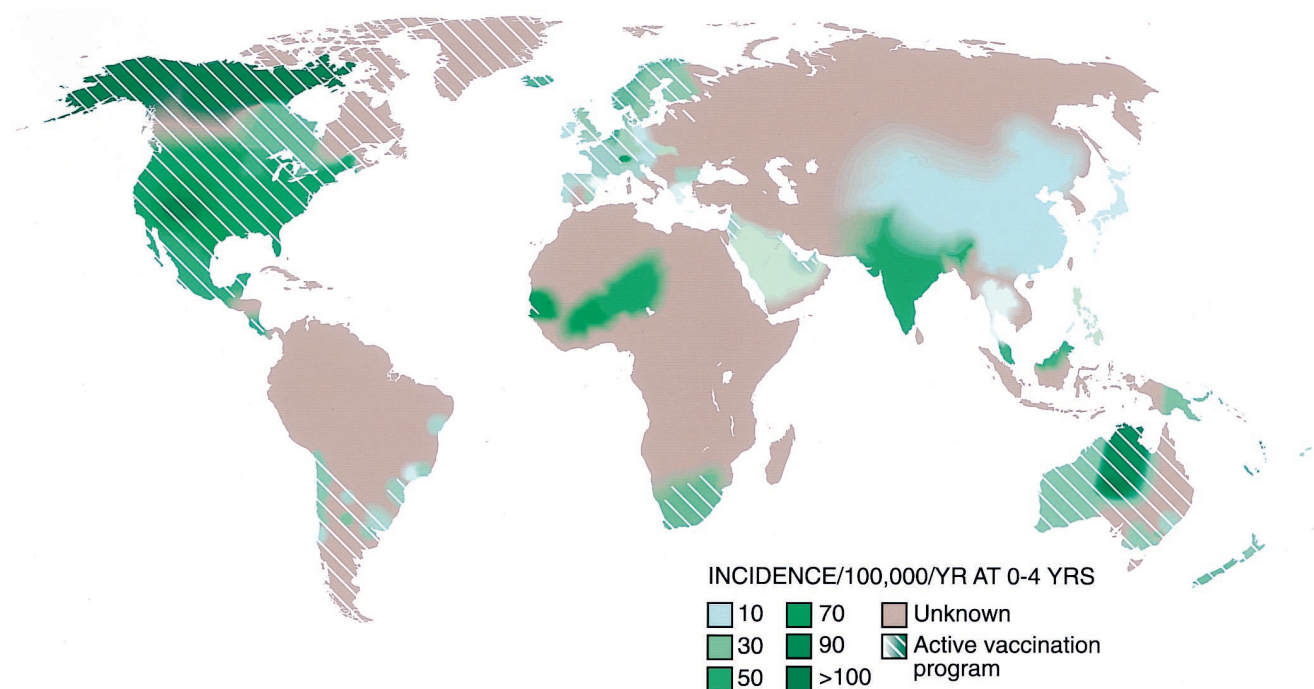 INCIDENCE/100,000/YR AT 0-4 YRS
10
70
Unknown
30
90
Active vaccination
program
50
>100